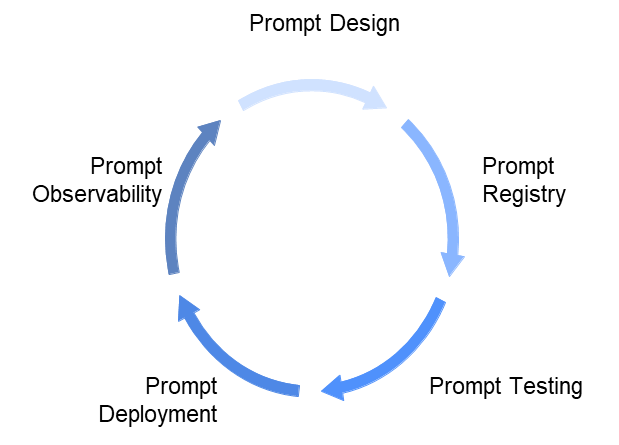 Prompt Design
Prompt
Registry
Prompt Testing
Prompt
Deployment
Prompt
Observability